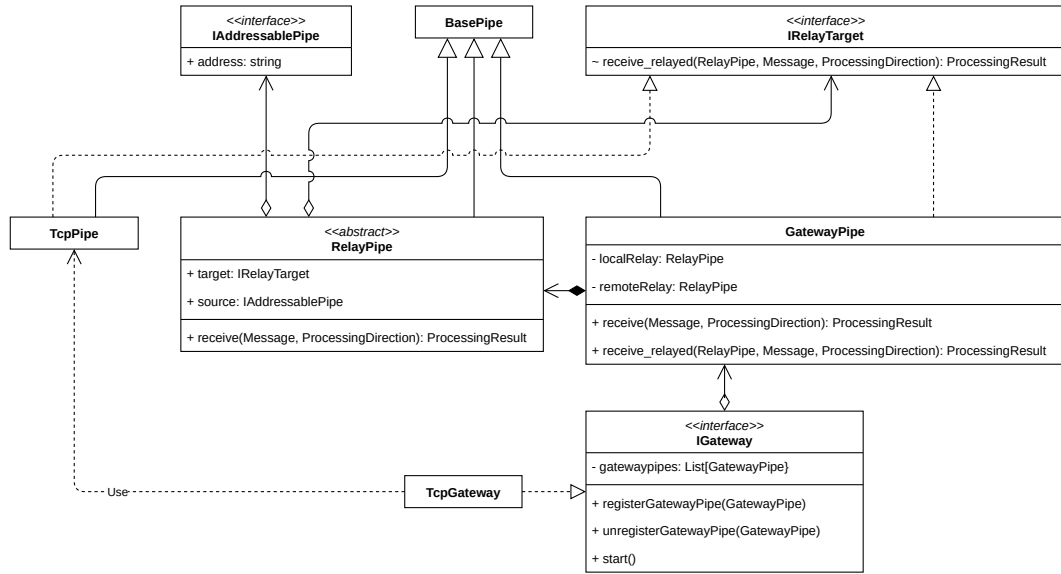 <<interface>>
IAddressablePipe
+ address: string
BasePipe
<<interface>>
IRelayTarget
~ receive_relayed(RelayPipe, Message, ProcessingDirection): ProcessingResult
TcpPipe
<<abstract>>
RelayPipe
+ target: IRelayTarget
+ source: IAddressablePipe
+ receive(Message, ProcessingDirection): ProcessingResult
GatewayPipe
- localRelay: RelayPipe
- remoteRelay: RelayPipe
+ receive(Message, ProcessingDirection): ProcessingResult
+ receive_relayed(RelayPipe, Message, ProcessingDirection): ProcessingResult
<<interface>>
IGateway
- gatewaypipes: List[GatewayPipe}
+ registerGatewayPipe(GatewayPipe)
+ unregisterGatewayPipe(GatewayPipe)
+ start()
TcpGateway
Use